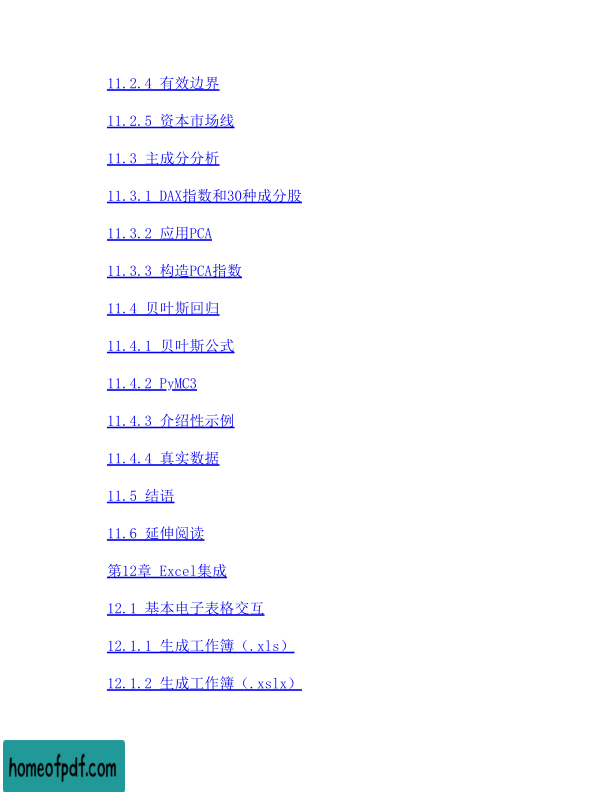 11.2.4 有效边界
11.2.5 资本市场线
11.3 主成分分析
11.3.1 DAX指数和30种成分股
11.3.2 应用PCA
11.3.3 构造PCA指数
11.4 贝叶斯回归
11.4.1 贝叶斯公式
11.4.2 PyMC3
11.4.3 介绍性示例
11.4.4 真实数据
11.5 结语
11.6 延伸阅读
第12章 Excel集成
12.1 基本电子表格交互
12.1.1 生成工作簿（.xls）
12.1.2 生成工作簿（.xslx）
homeofpdf.com